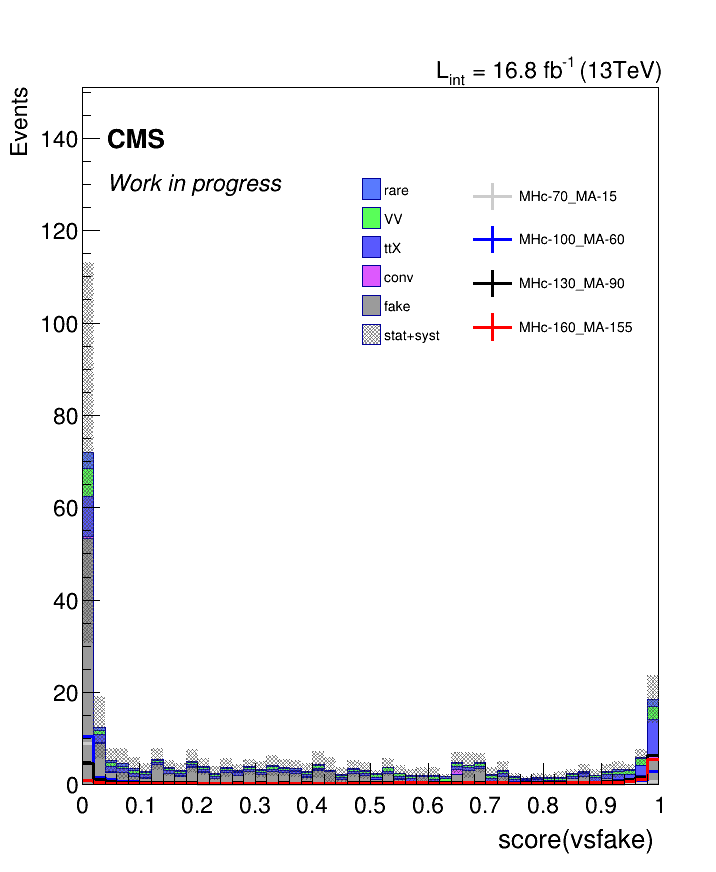 L_int = 16.8 fb^-1 (13TeV)
Events
CMS
Work in progress
rare
VV
ttX
conv
fake
stat+syst
MHc-70_MA-15
MHc-100_MA-60
MHc-130_MA-90
MHc-160_MA-155
140
120
100
80
60
40
20
0
0 0.1 0.2 0.3 0.4 0.5 0.6 0.7 0.8 0.9 1
score(vsfake)